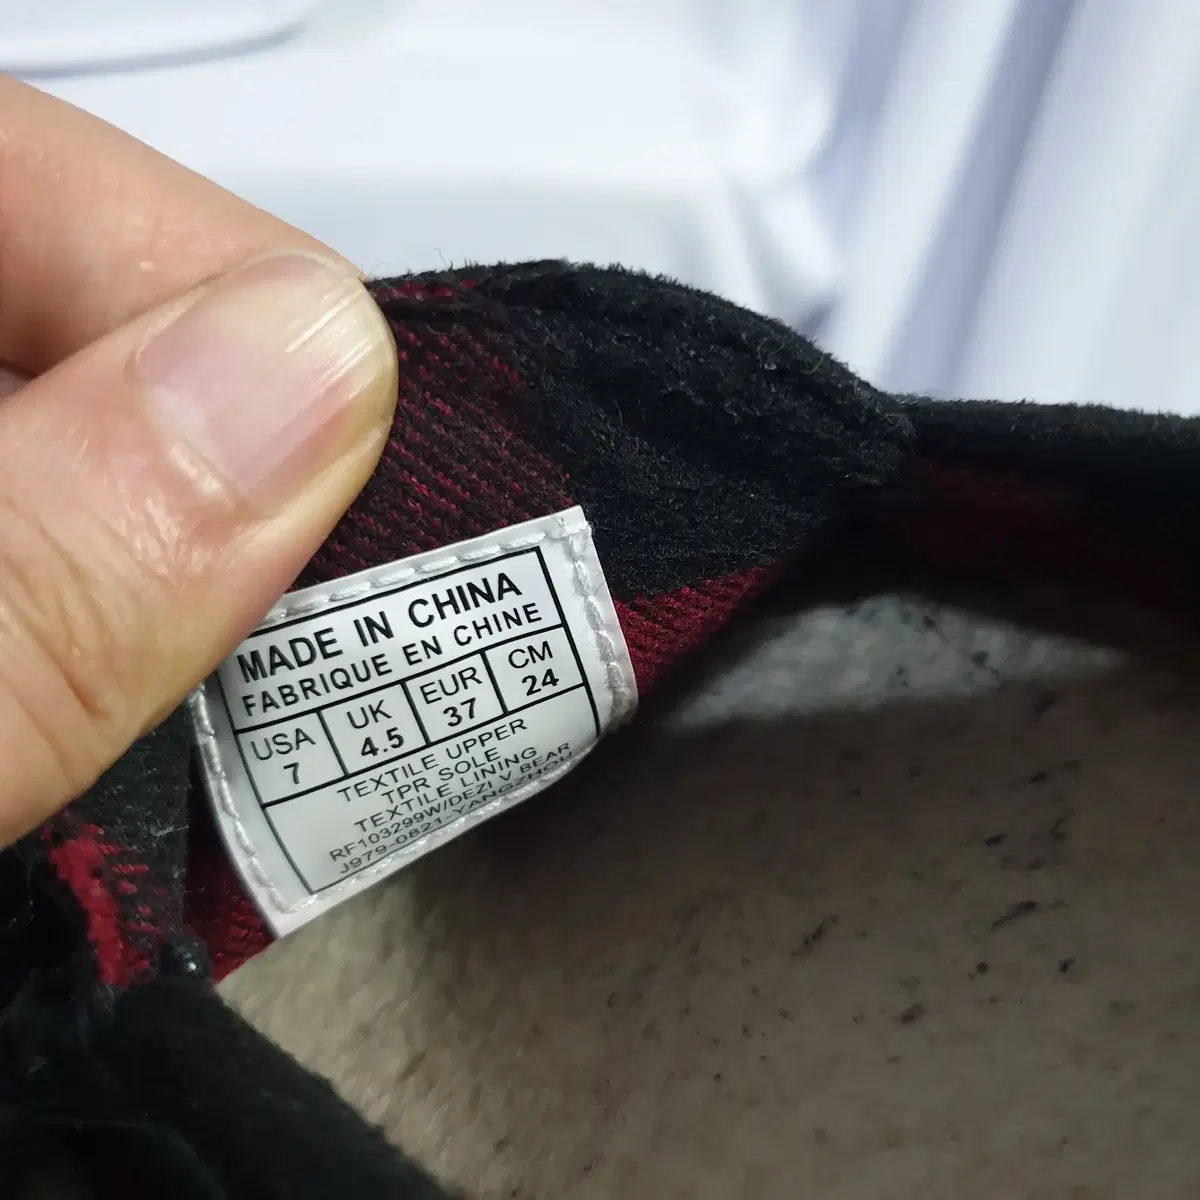 MADE IN CHINA
FABRIQUE EN CHINE
USA UK EUR CM
7 4.5 37 24
TEXTILE UPPER
TPR SOLE
TEXTILE LINING
RF103299W/DEZI V BEAR
J979-0821-YANGZHOU